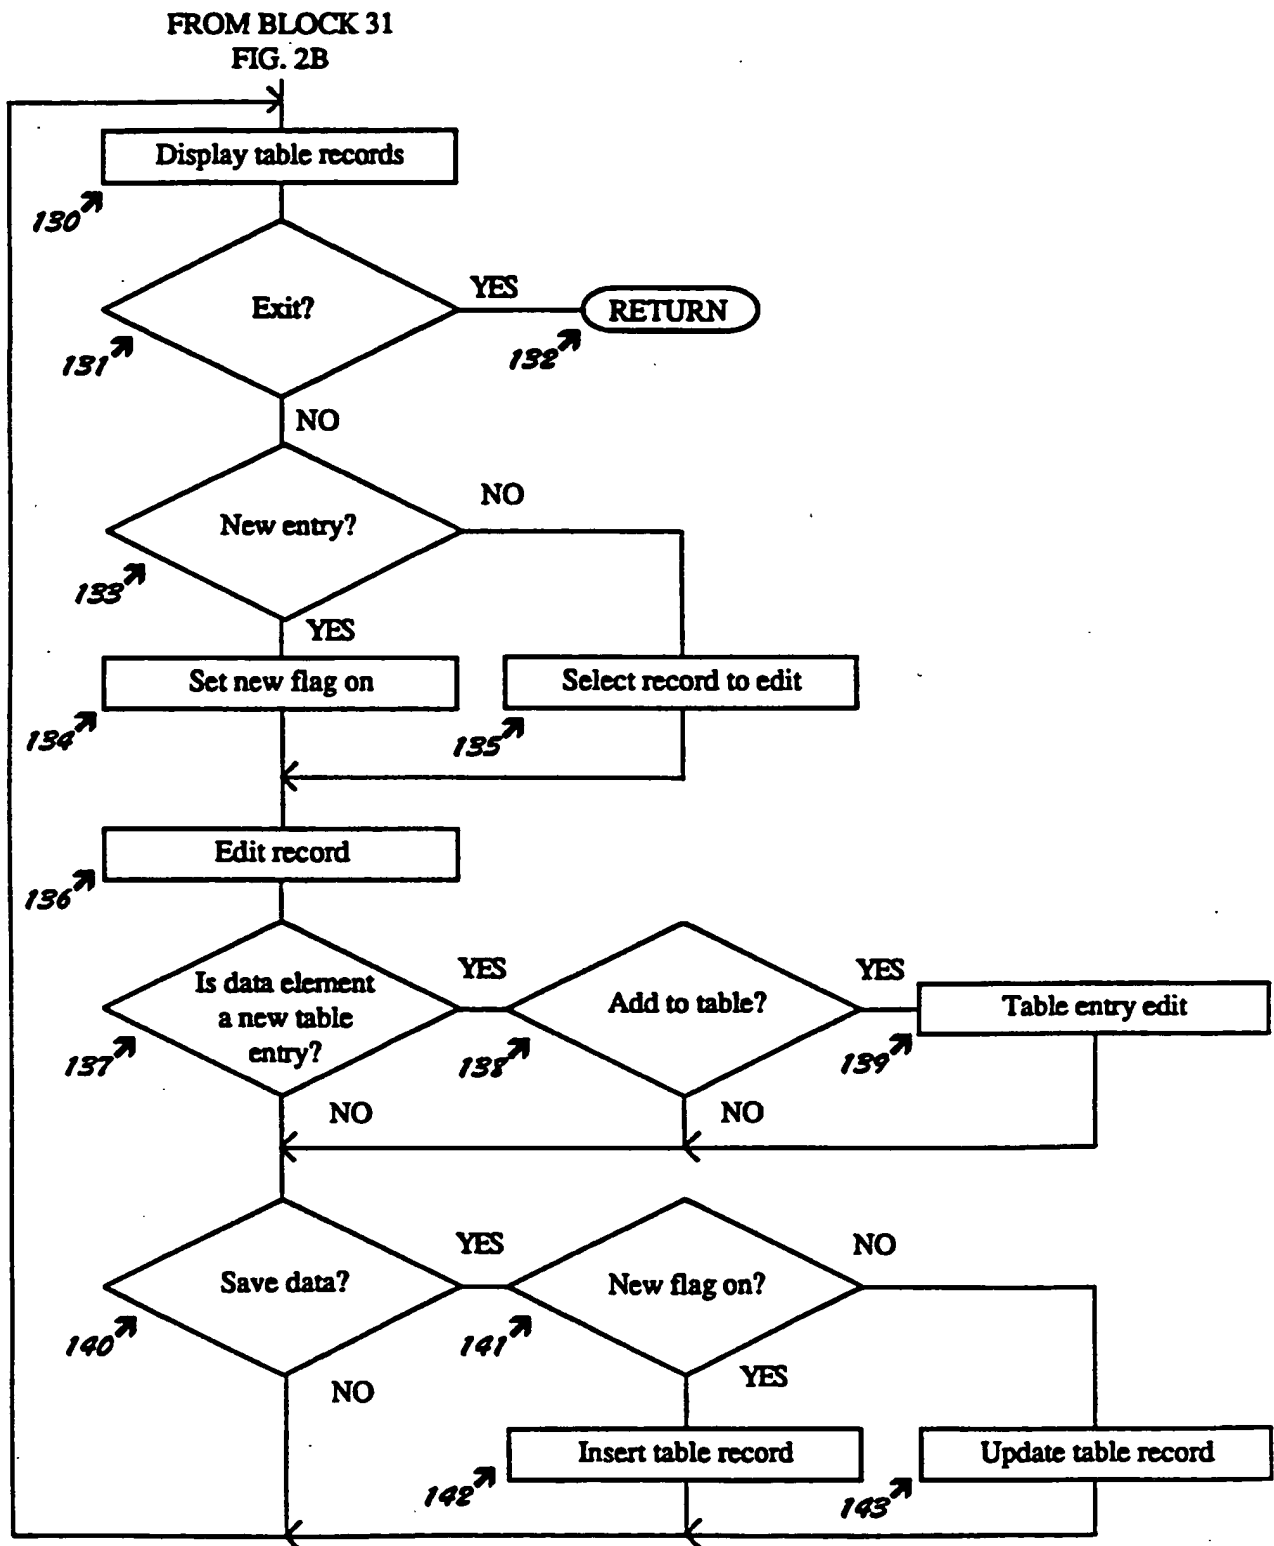 FROM BLOCK 31
FIG. 2B
Display table records
130
Exit?
YES
RETURN
131
132
NO
New entry?
NO
133
YES
Set new flag on
Select record to edit
134
135
Edit record
136
Is data element
a new table
entry?
YES
Add to table?
YES
Table entry edit
137
138
139
NO
NO
Save data?
YES
New flag on?
NO
140
141
NO
YES
Insert table record
Update table record
142
143